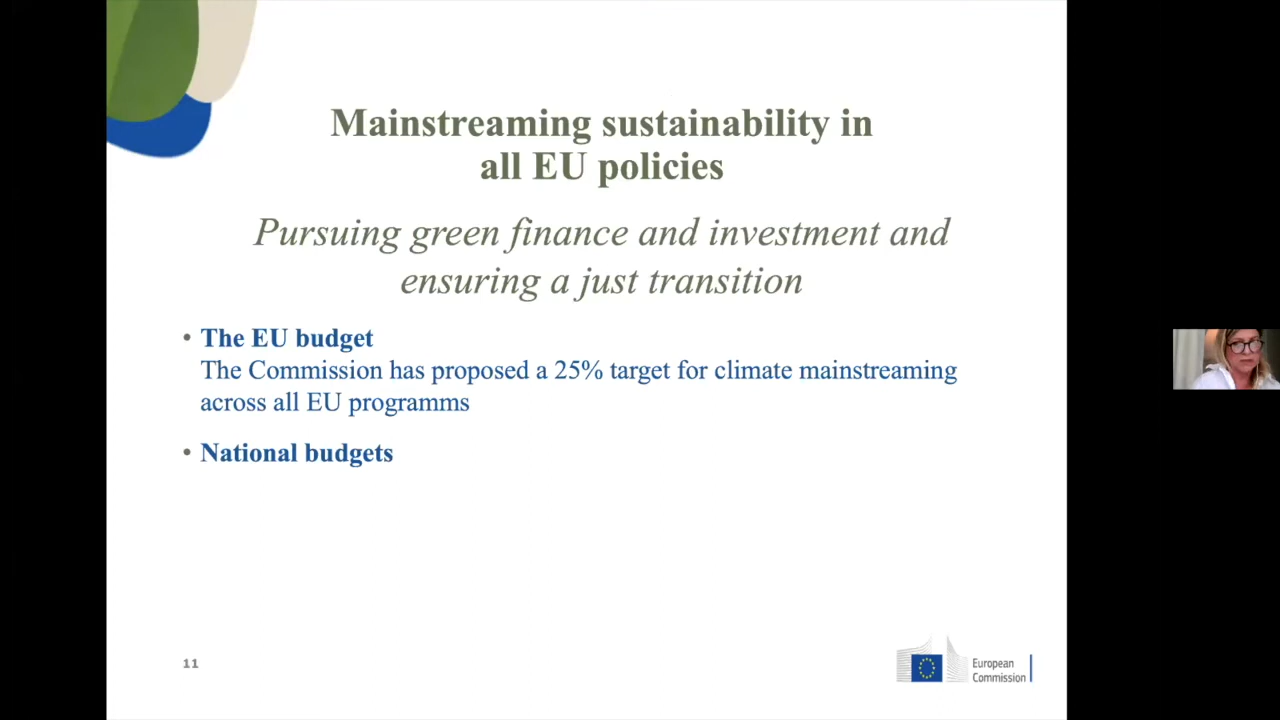 Mainstreaming sustainability in
all EU policies
Pursuing green finance and investment and
ensuring a just transition
• The EU budget
The Commission has proposed a 25% target for climate mainstreaming
across all EU programms
• National budgets
11
European
Commission